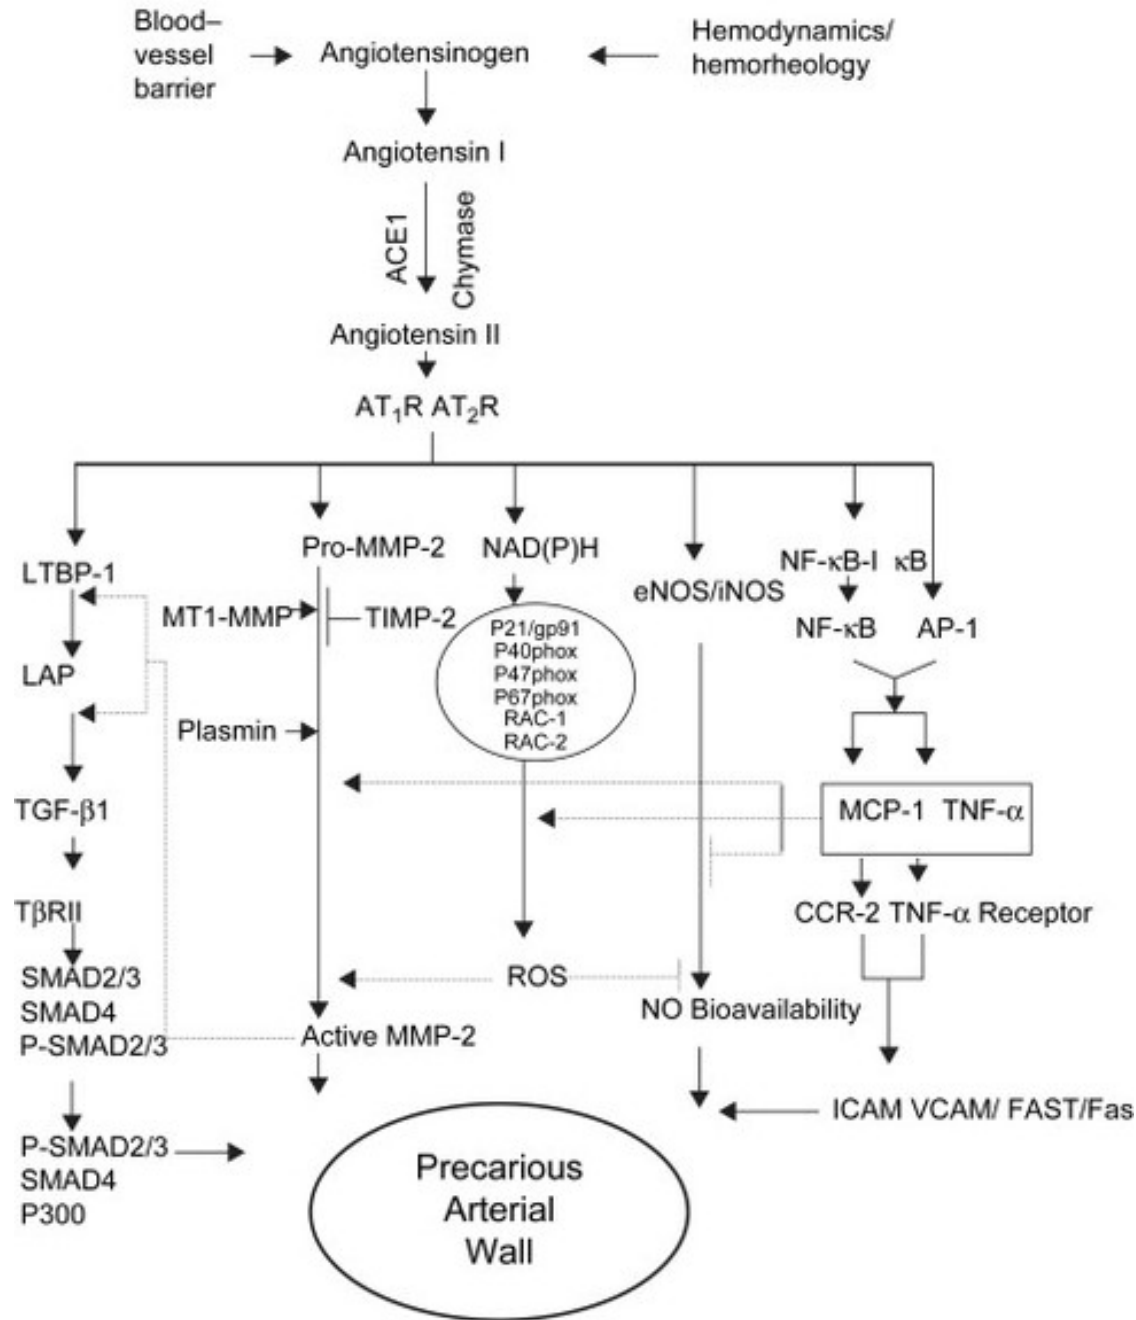 Blood–
vessel
barrier
Angiotensinogen
Hemodynamics/
hemorheology
Angiotensin I
ACE1
Chymase
Angiotensin II
AT₁R AT₂R
LTBP-1
LAP
TGF-β1
TβRII
SMAD2/3
SMAD4
P-SMAD2/3
P-SMAD2/3
SMAD4
P300
Pro-MMP-2
MT1-MMP
TIMP-2
Plasmin
Active MMP-2
NAD(P)H
P21/gp91
P40phox
P47phox
P67phox
RAC-1
RAC-2
ROS
eNOS/iNOS
NO Bioavailability
NF-κB-I κB
NF-κB
AP-1
MCP-1 TNF-α
CCR-2 TNF-α Receptor
ICAM VCAM/ FAST/Fas
Precarious
Arterial
Wall